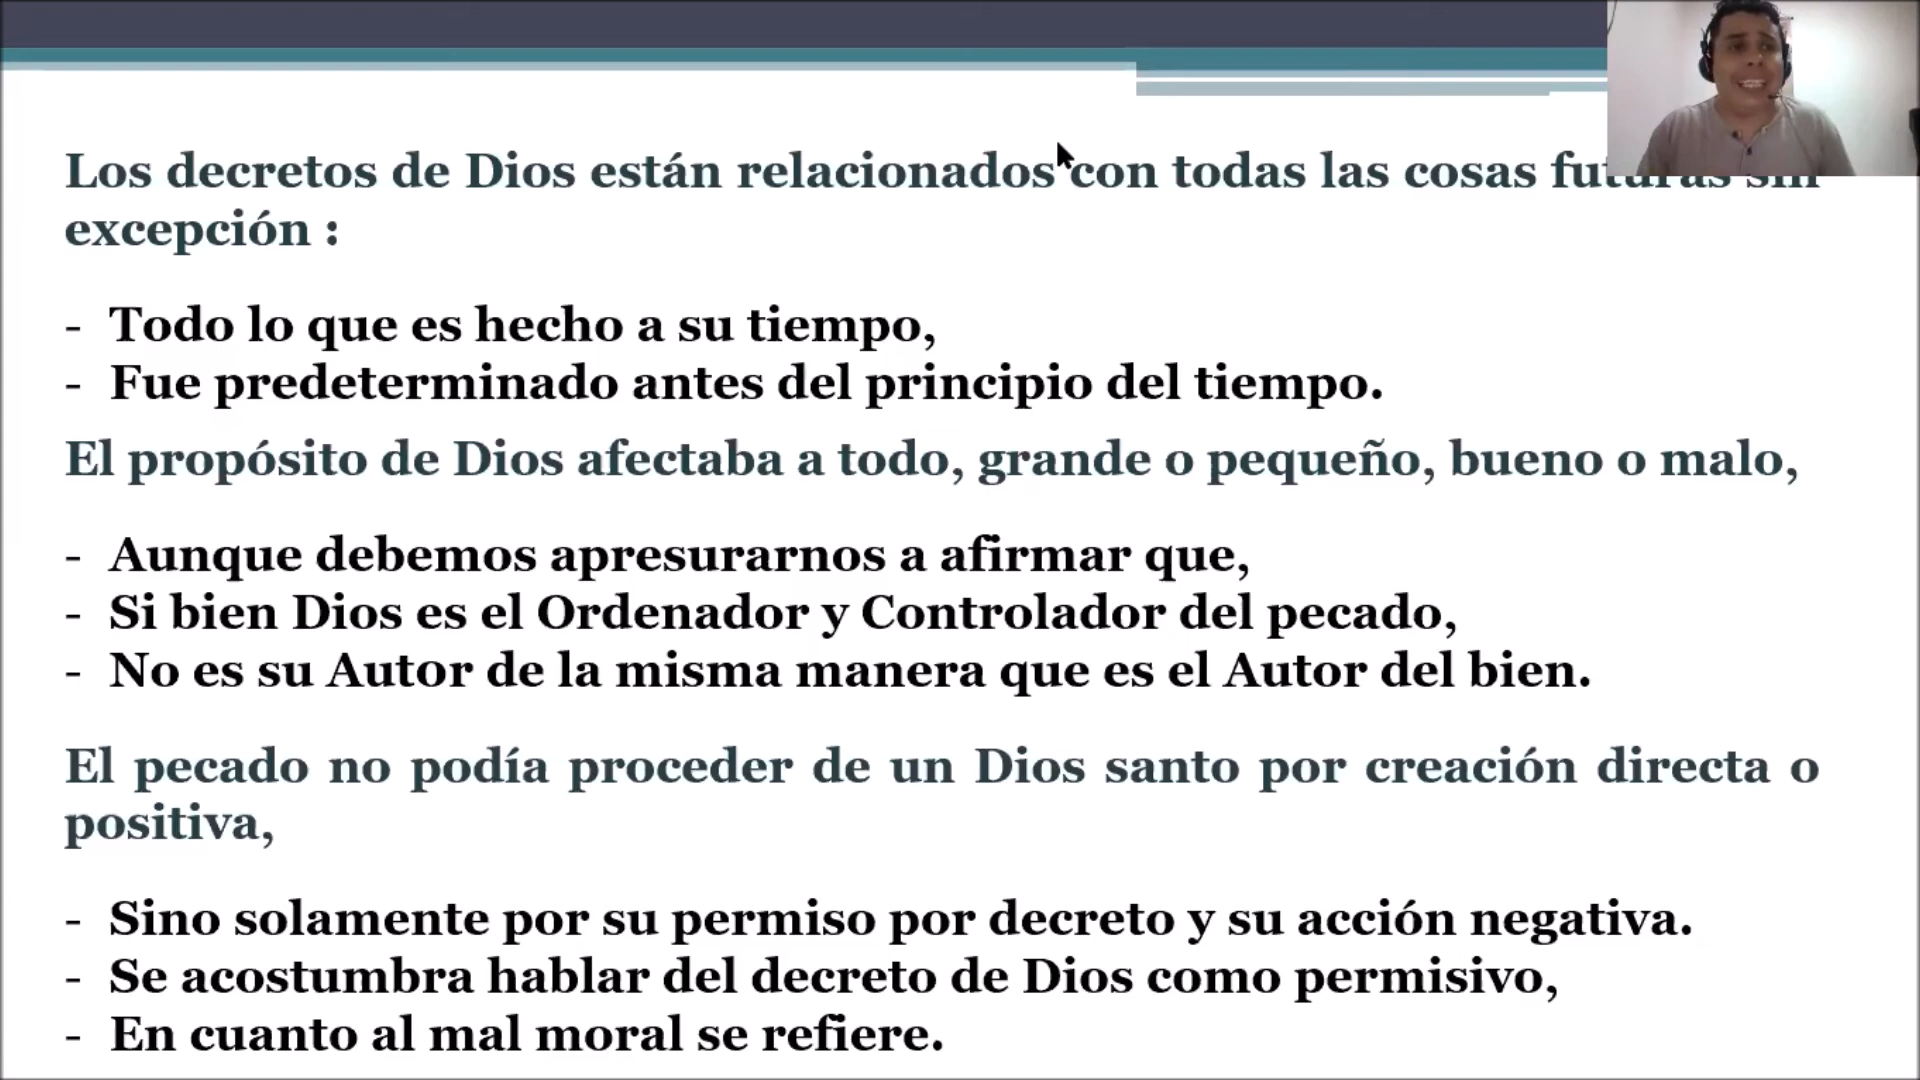 Los decretos de Dios están relacionados con todas las cosas futuras sin
excepción :
- Todo lo que es hecho a su tiempo,
- Fue predeterminado antes del principio del tiempo.
El propósito de Dios afectaba a todo, grande o pequeño, bueno o malo,
- Aunque debemos apresurarnos a afirmar que,
- Si bien Dios es el Ordenador y Controlador del pecado,
- No es su Autor de la misma manera que es el Autor del bien.
El pecado no podía proceder de un Dios santo por creación directa o
positiva,
- Sino solamente por su permiso por decreto y su acción negativa.
- Se acostumbra hablar del decreto de Dios como permisivo,
- En cuanto al mal moral se refiere.